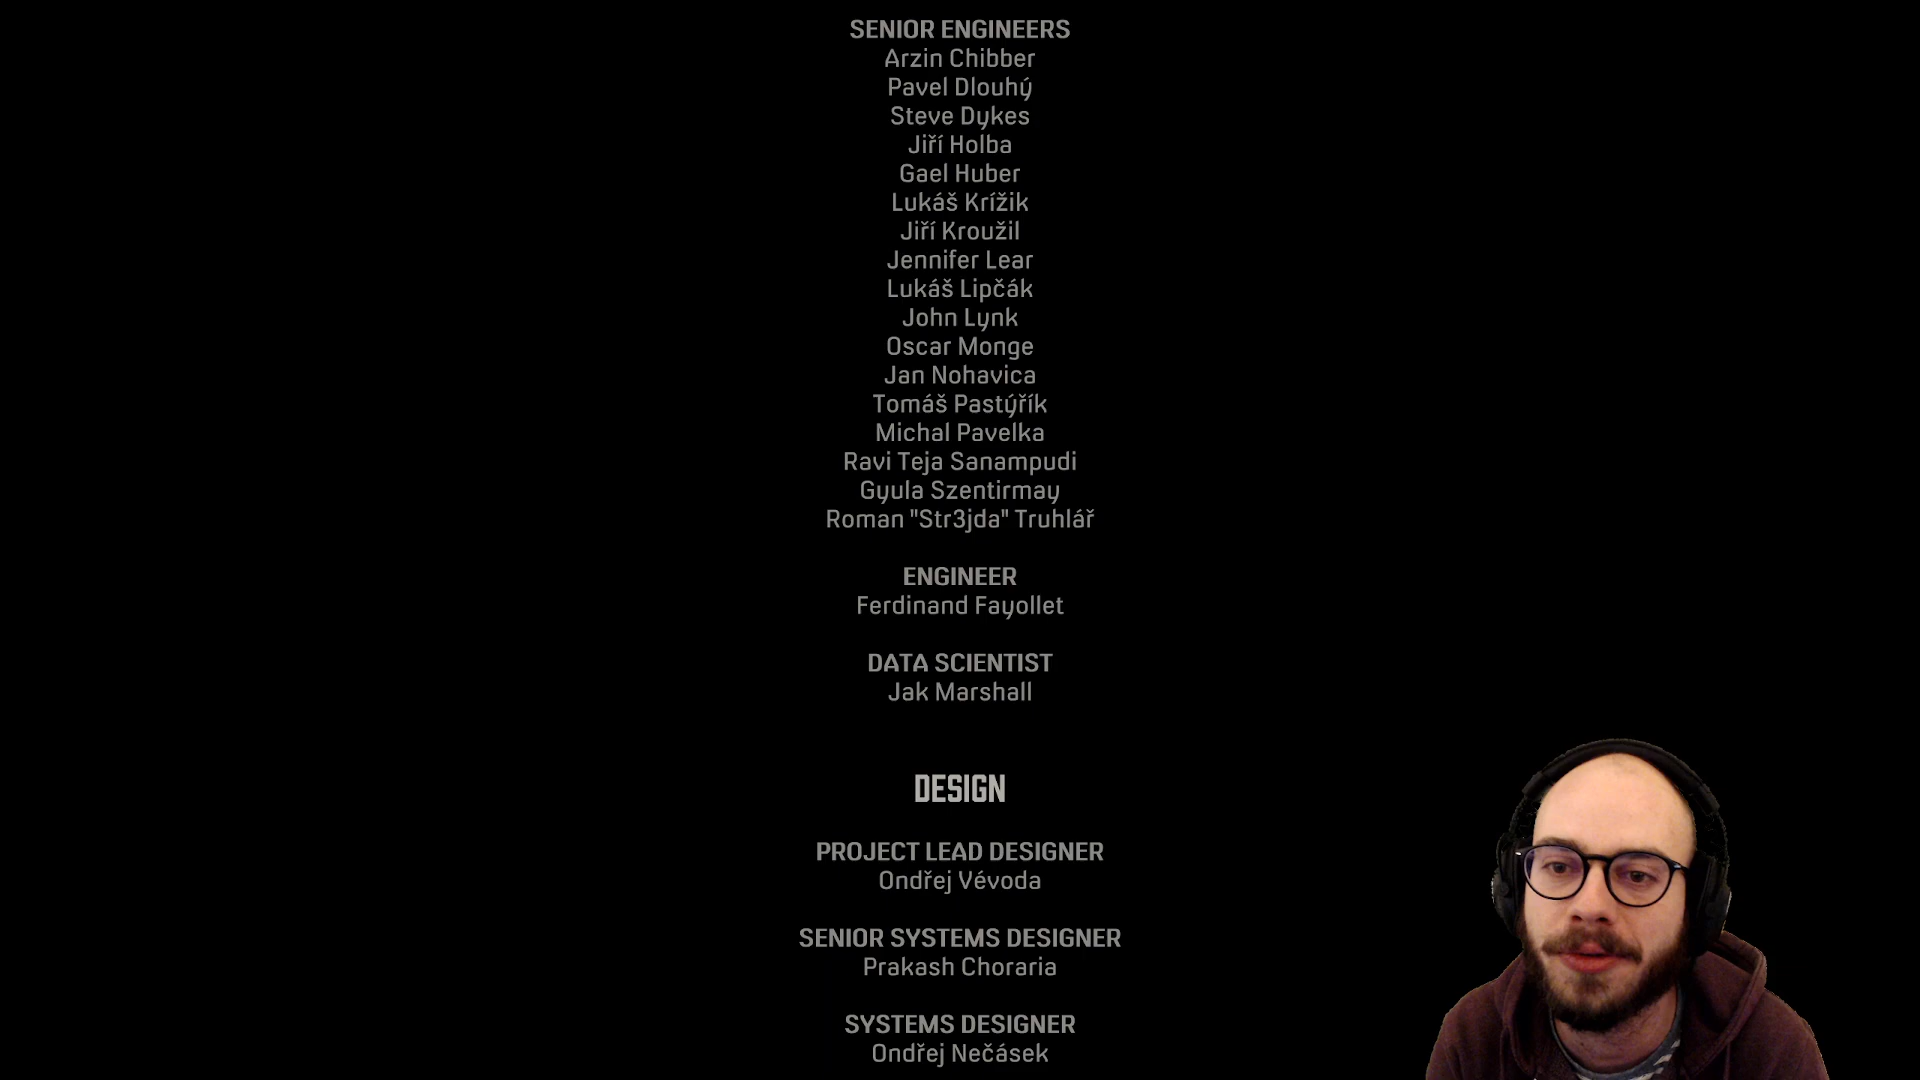 SENIOR ENGINEERS
Arzin Chibber
Pavel Dlouhý
Steve Dykes
Jiří Holba
Gael Huber
Lukáš Krížik
Jiří Kroužil
Jennifer Lear
Lukáš Lipčák
John Lynk
Oscar Monge
Jan Nohavica
Tomáš Pastýřík
Michal Pavelka
Ravi Teja Sanampudi
Gyula Szentirmay
Roman "Str3jda" Truhlář
ENGINEER
Ferdinand Fayollet
DATA SCIENTIST
Jak Marshall
DESIGN
PROJECT LEAD DESIGNER
Ondřej Vévoda
SENIOR SYSTEMS DESIGNER
Prakash Choraria
SYSTEMS DESIGNER
Ondřej Nečásek